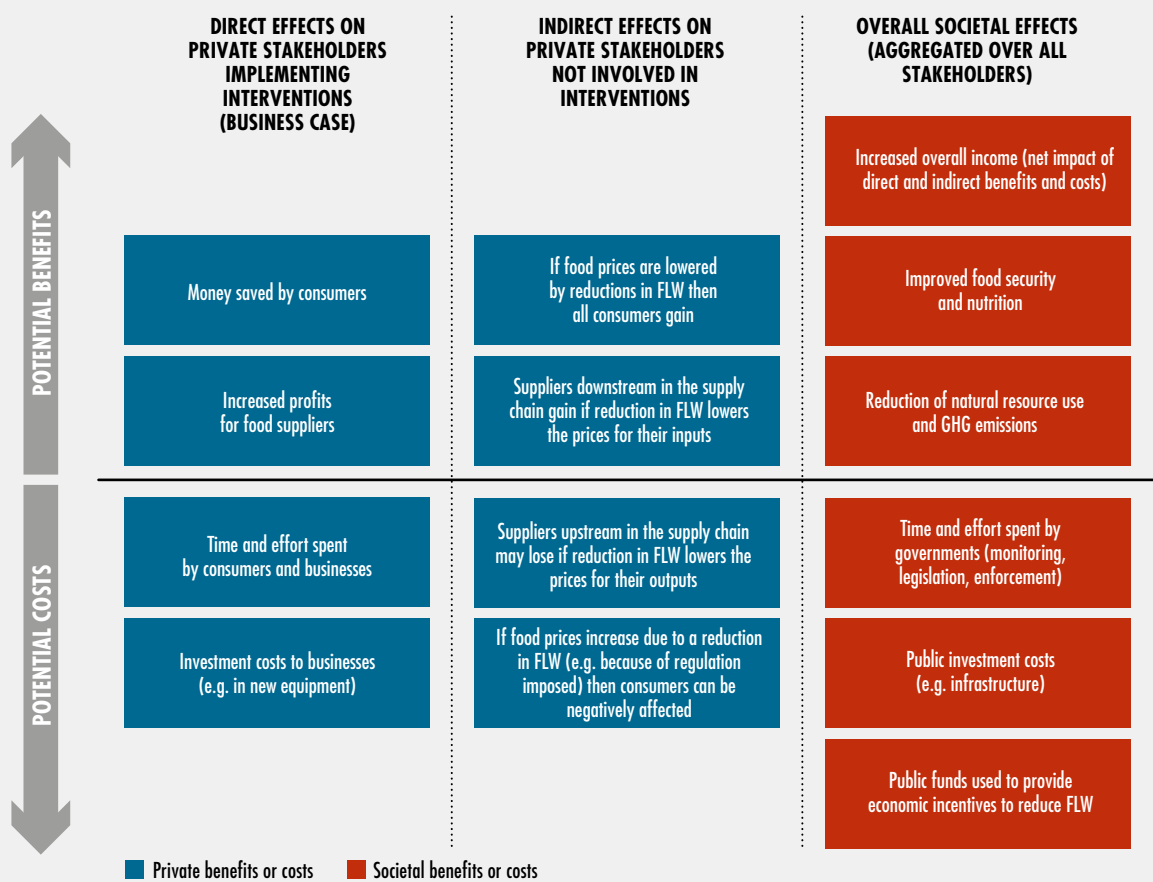 DIRECT EFFECTS ON
PRIVATE STAKEHOLDERS
IMPLEMENTING
INTERVENTIONS
(BUSINESS CASE)
INDIRECT EFFECTS ON
PRIVATE STAKEHOLDERS
NOT INVOLVED IN
INTERVENTIONS
OVERALL SOCIETAL EFFECTS
(AGGREGATED OVER ALL
STAKEHOLDERS)
POTENTIAL BENEFITS
Increased overall income (net impact of
direct and indirect benefits and costs)
Money saved by consumers
If food prices are lowered
by reductions in FLW then
all consumers gain
Improved food security
and nutrition
Increased profits
for food suppliers
Suppliers downstream in the supply
chain gain if reduction in FLW lowers
the prices for their inputs
Reduction of natural resource use
and GHG emissions
POTENTIAL COSTS
Time and effort spent
by consumers and businesses
Suppliers upstream in the supply chain
may lose if reduction in FLW lowers the
prices for their outputs
Time and effort spent by
governments (monitoring,
legislation, enforcement)
Investment costs to businesses
(e.g. in new equipment)
If food prices increase due to a reduction
in FLW (e.g. because of regulation
imposed) then consumers can be
negatively affected
Public investment costs
(e.g. infrastructure)
Public funds used to provide
economic incentives to reduce FLW
Private benefits or costs
Societal benefits or costs